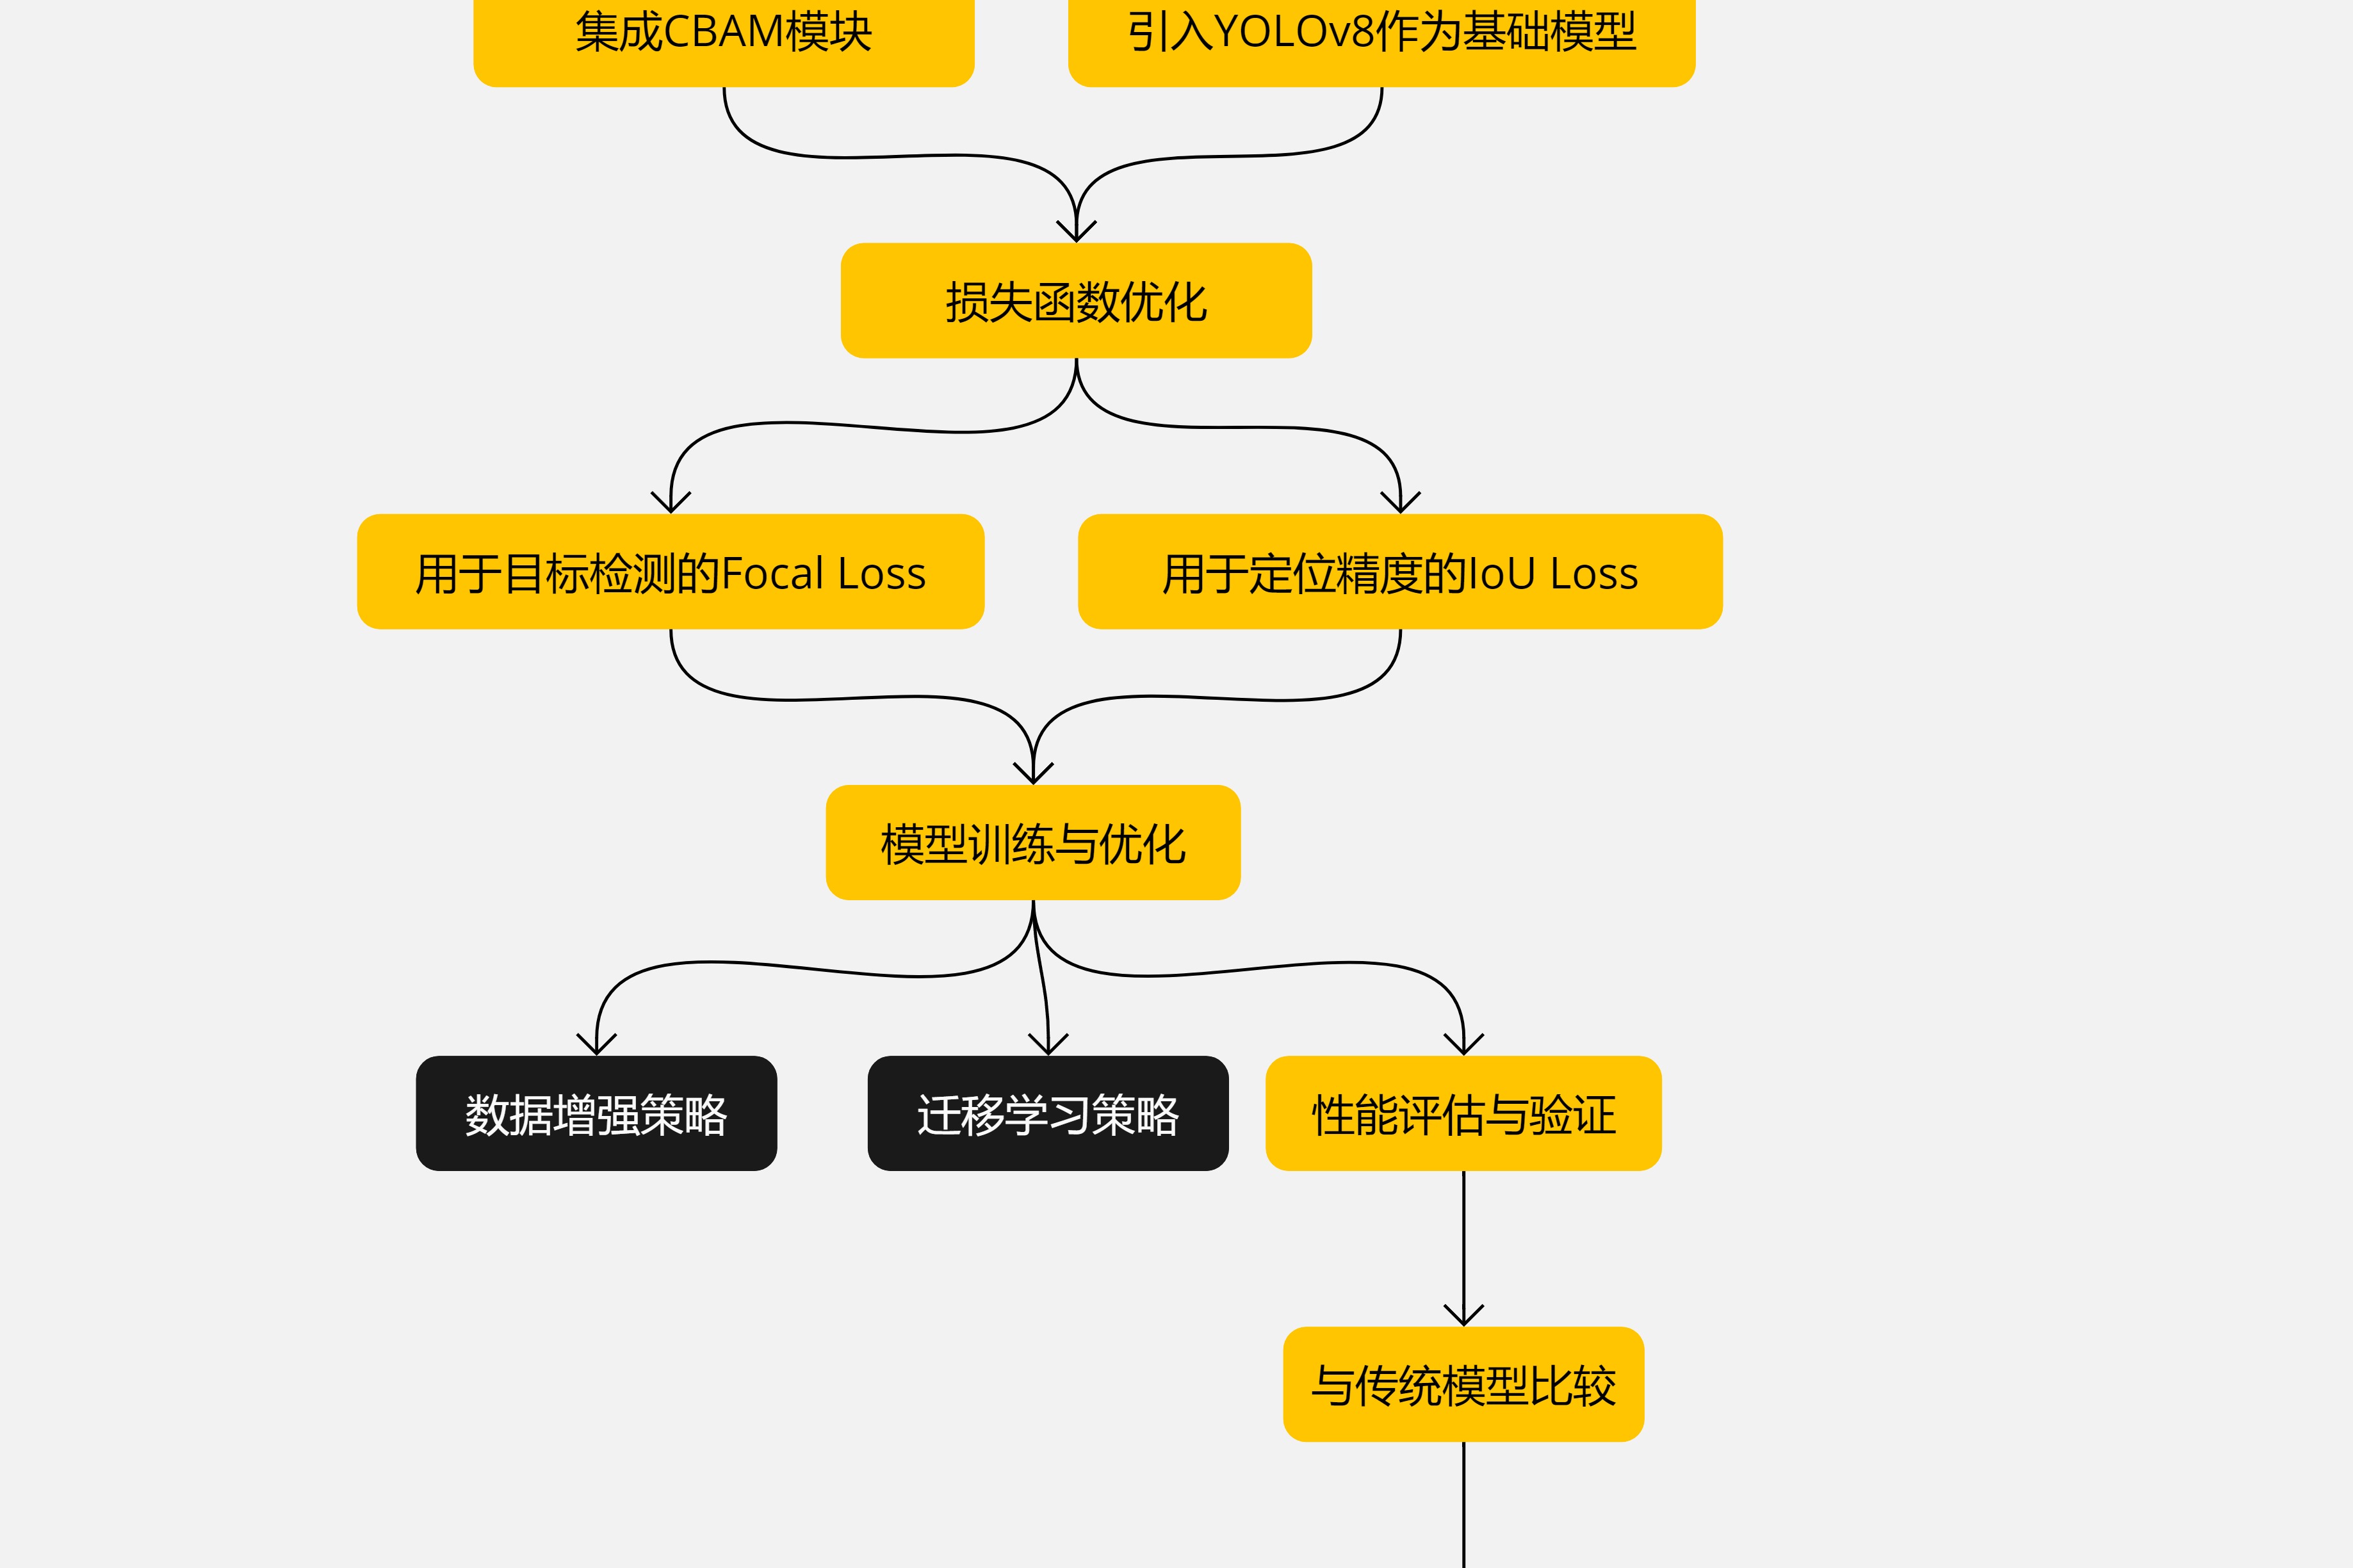 集成CBAM模块
引入YOLOv8作为基础模型
损失函数优化
用于目标检测的Focal Loss
用于定位精度的IoU Loss
模型训练与优化
数据增强策略
迁移学习策略
性能评估与验证
与传统模型比较